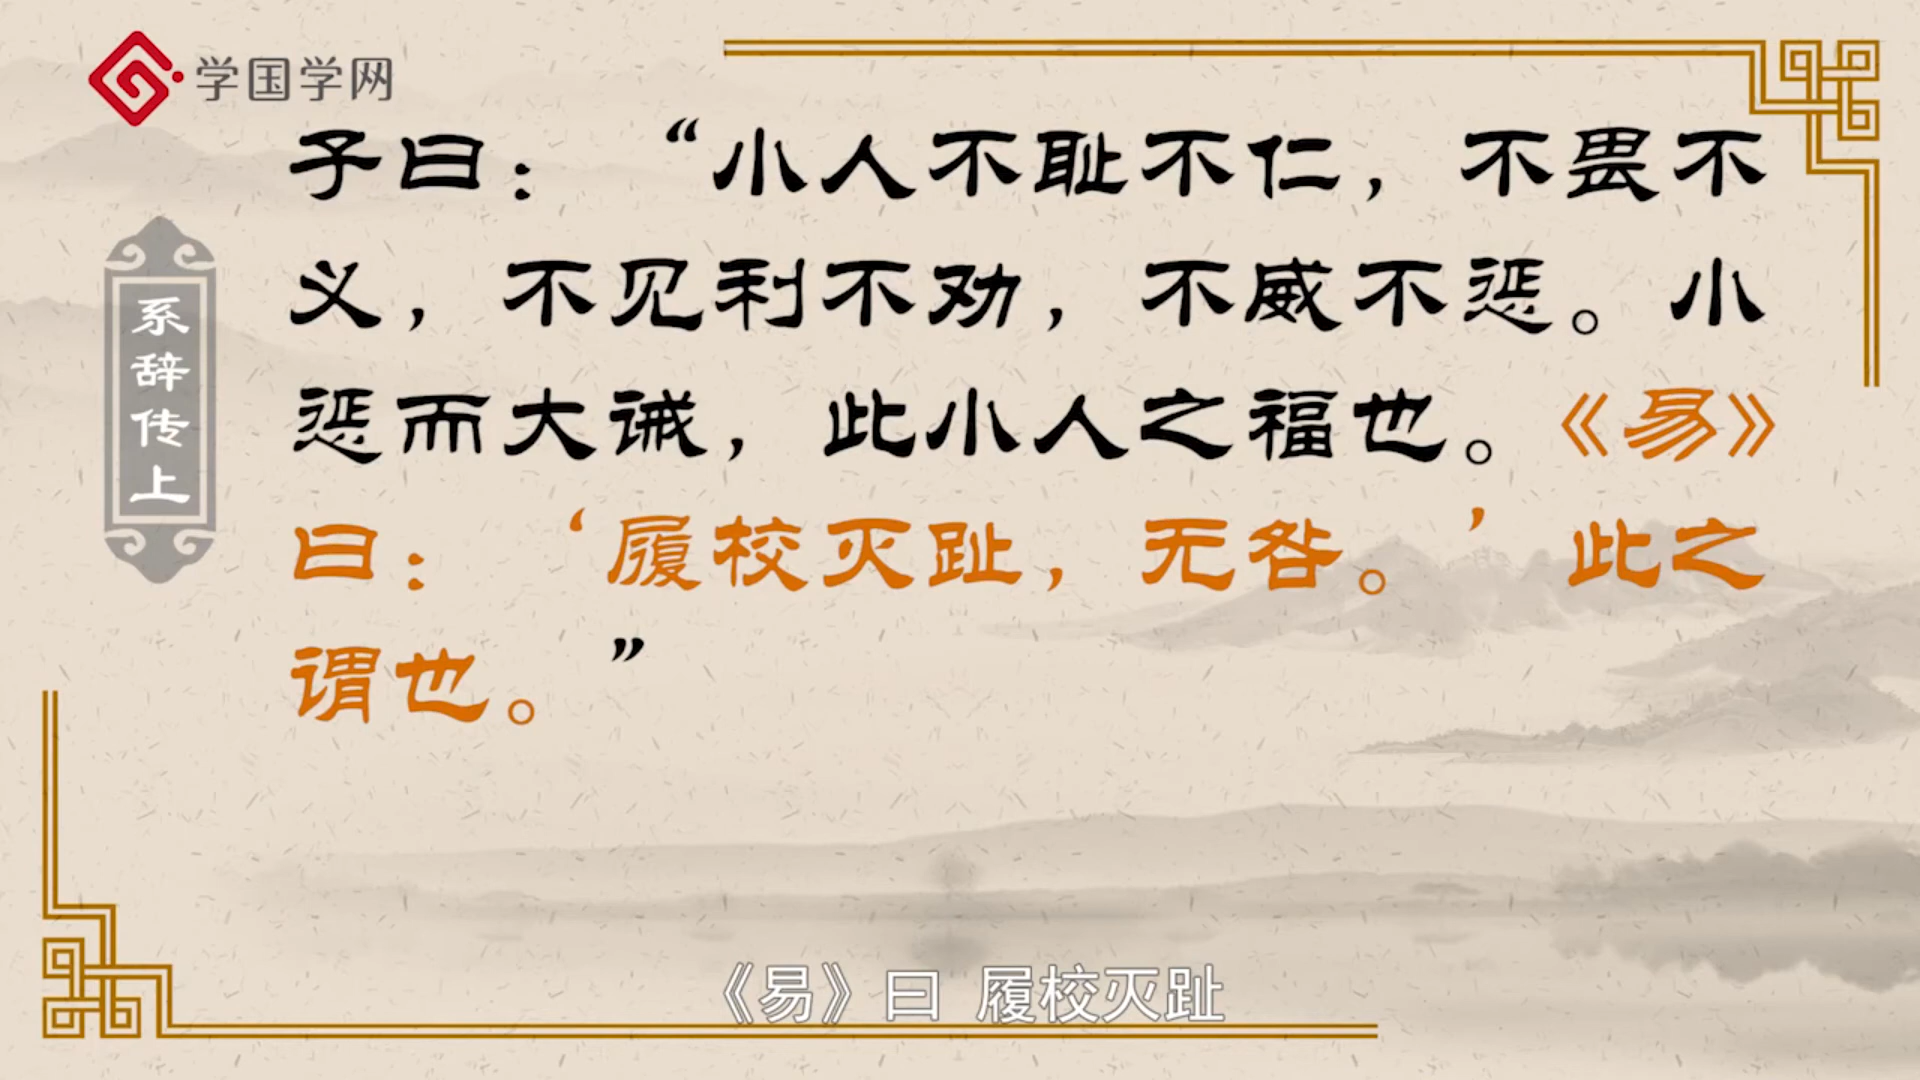 学国学网
系辞传上
子曰：“小人不耻不仁，不畏不
义，不见利不劝，不威不惩。小
惩而大诫，此小人之福也。《易》
曰：‘履校灭趾，无咎。’此之
谓也。”
《易》曰 履校灭趾